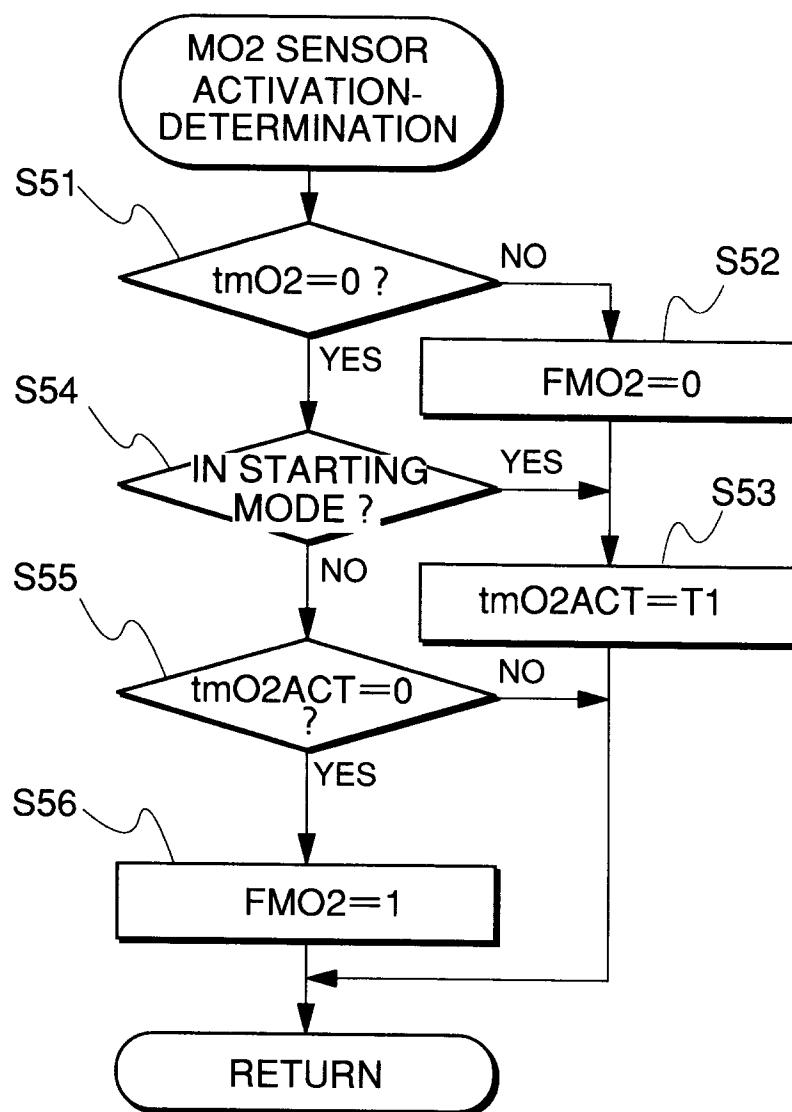 MO2 SENSOR
ACTIVATION-
DETERMINATION
S51
tmO2=0 ?
NO
S52
YES
FMO2=0
S54
IN STARTING
MODE ?
YES
S53
NO
tmO2ACT=T1
S55
tmO2ACT=0
?
NO
YES
S56
FMO2=1
RETURN